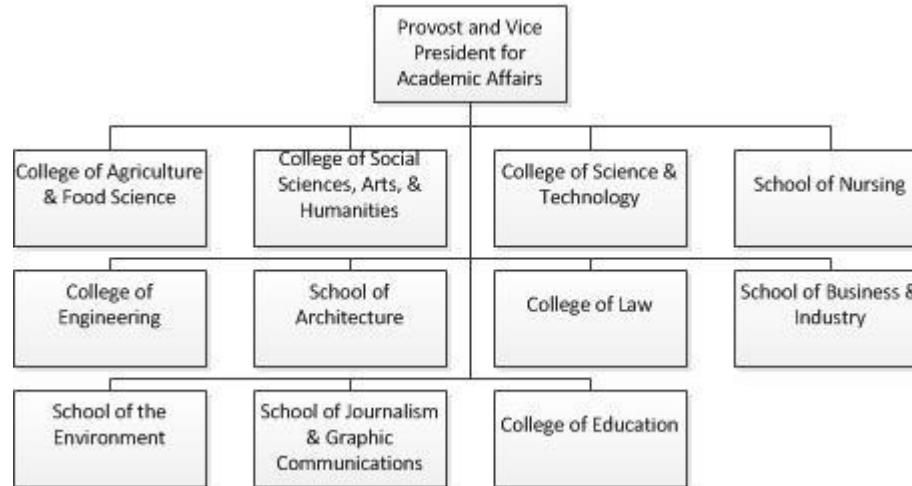 Provost and Vice
President for
Academic Affairs
College of Agriculture
& Food Science
College of Social
Sciences, Arts, &
Humanities
College of Science &
Technology
School of Nursing
College of
Engineering
School of
Architecture
College of Law
School of Business &
Industry
School of the
Environment
School of Journalism
& Graphic
Communications
College of Education